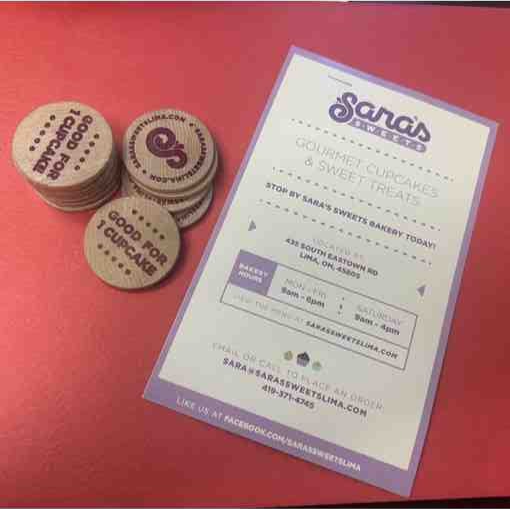 GOOD FOR
1 CUPCAKE
SARASSWEETSLIMA.COM
S
GOOD FOR
1 CUPCAKE
Sara's
SWEETS
GOURMET CUPCAKES
& SWEET TREATS
STOP BY SARA'S SWEETS BAKERY TODAY!
LOCATED AT:
435 SOUTH EASTOWN RD
LIMA, OH, 45805
BAKERY
HOURS
MON - FRI
9am - 6pm
SATURDAY
9am - 4pm
VIEW THE MENU AT SARASSWEETSLIMA.COM
EMAIL OR CALL TO PLACE AN ORDER:
SARA@SARASSWEETSLIMA.COM
419-371-4745
LIKE US AT FACEBOOK.COM/SARASSWEETSLIMA